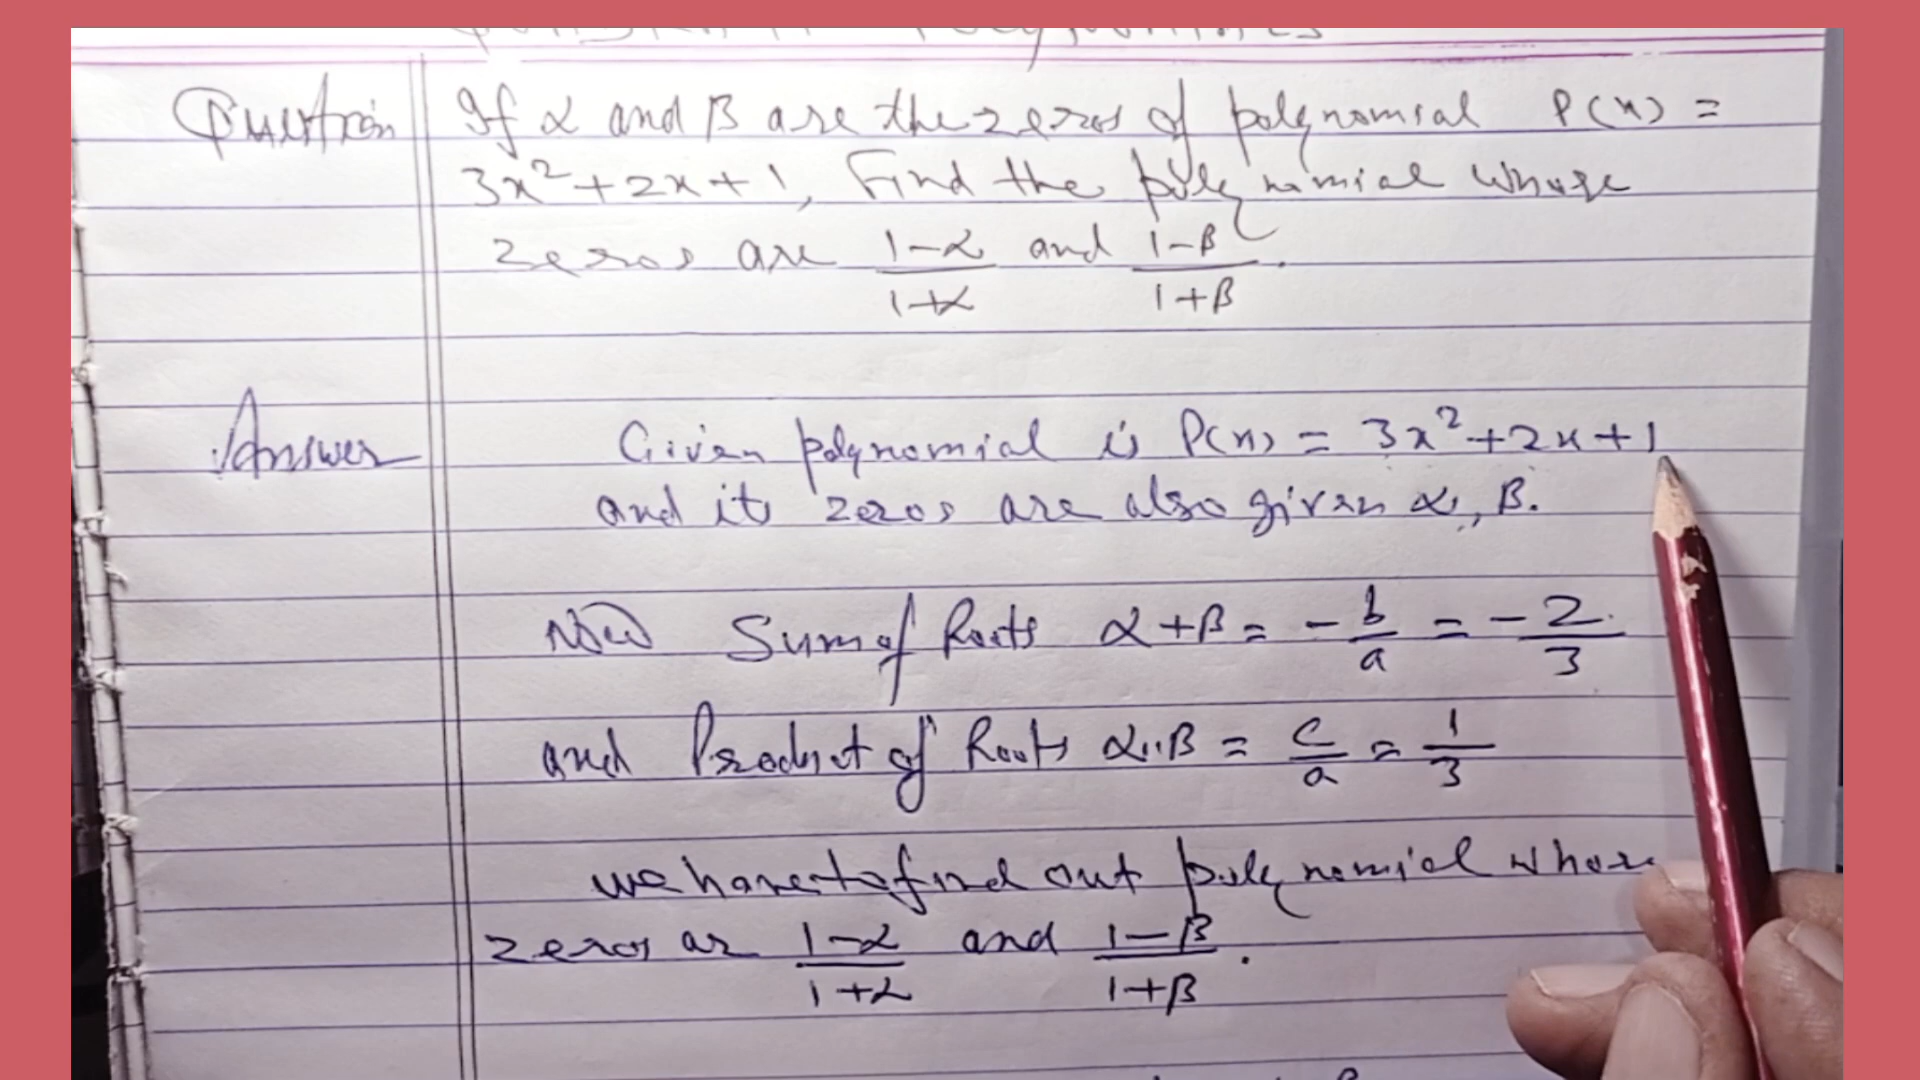 Question If α and β are the zeros of polynomial P(x) =
3x²+2x+1, Find the polynomial whose
zeros are 1-α/1+α and 1-β/1+β.
Answer Given polynomial is P(x) = 3x²+2x+1
and its zeros are also given α, β.
Now Sum of Roots α+β = -b/a = -2/3
and Product of Roots α.β = c/a = 1/3
we have to find out polynomial whose
zeros ar 1-α/1+α and 1-β/1+β.